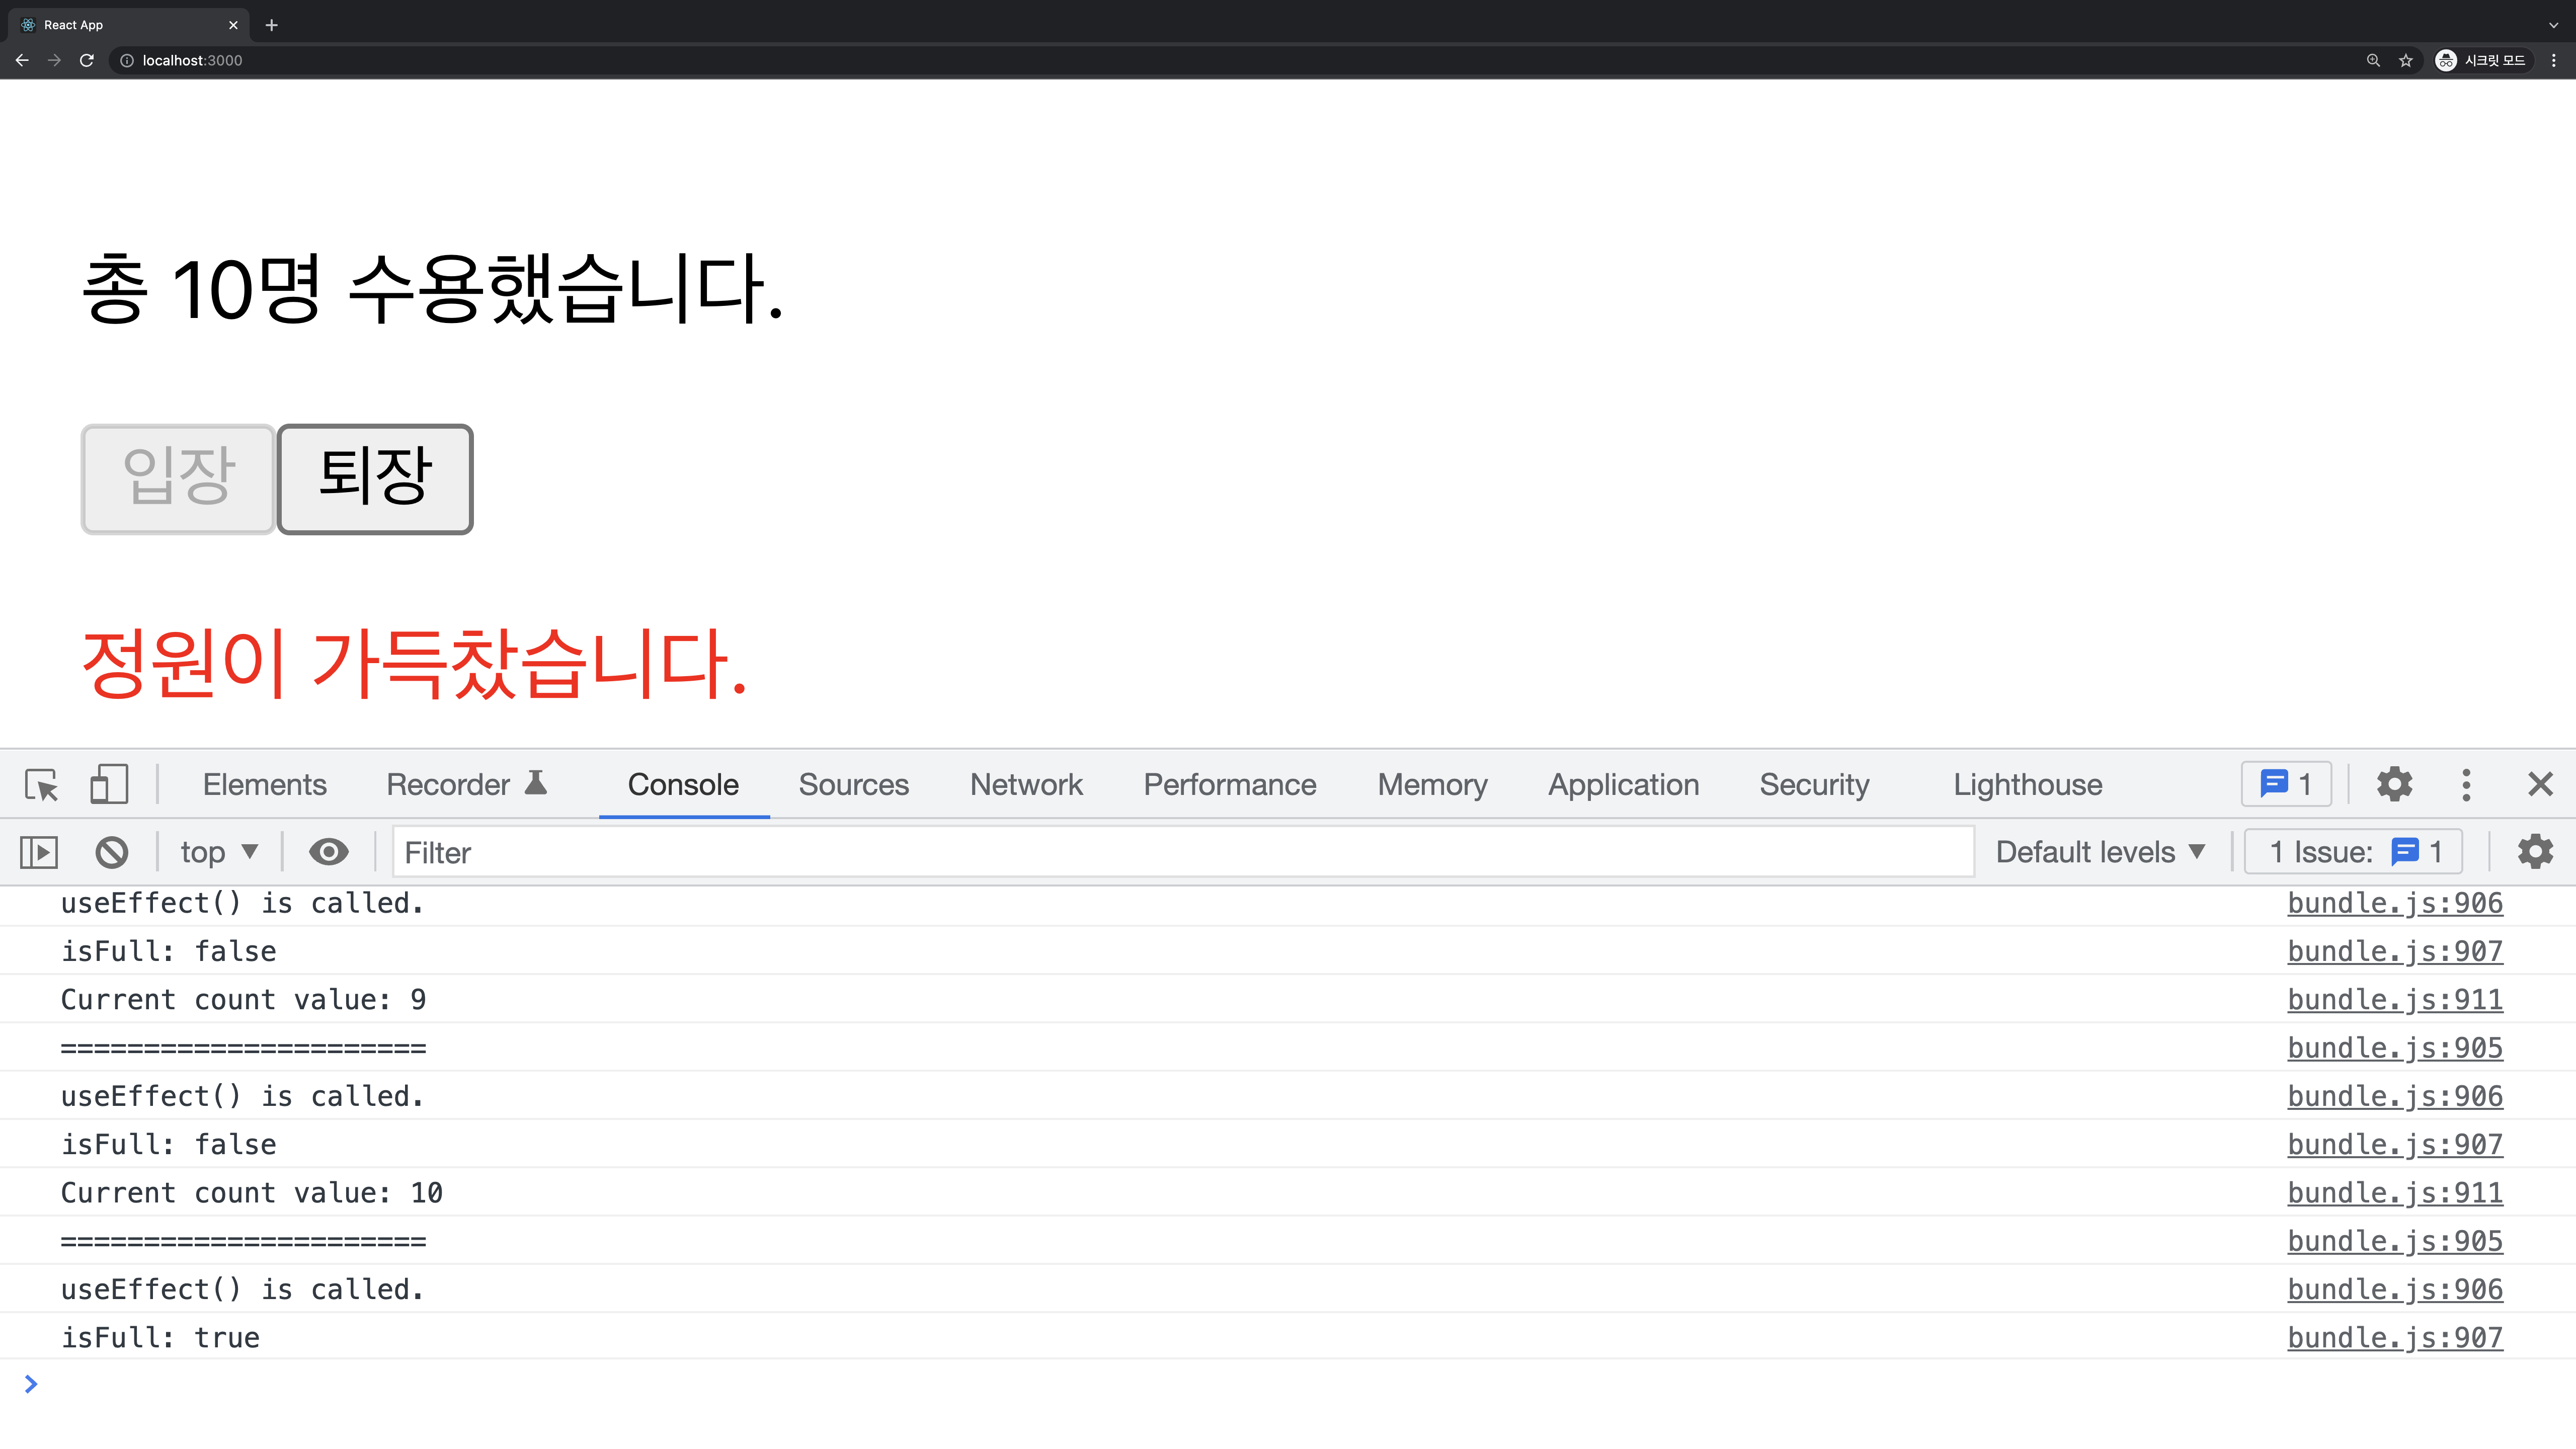 React App
localhost:3000
시크릿 모드
총 10명 수용했습니다.
입장 퇴장
정원이 가득찼습니다.
Elements Recorder Console Sources Network Performance Memory Application Security Lighthouse 1
top Filter Default levels 1 Issue: 1
useEffect() is called. bundle.js:906
isFull: false bundle.js:907
Current count value: 9 bundle.js:911
====================== bundle.js:905
useEffect() is called. bundle.js:906
isFull: false bundle.js:907
Current count value: 10 bundle.js:911
====================== bundle.js:905
useEffect() is called. bundle.js:906
isFull: true bundle.js:907